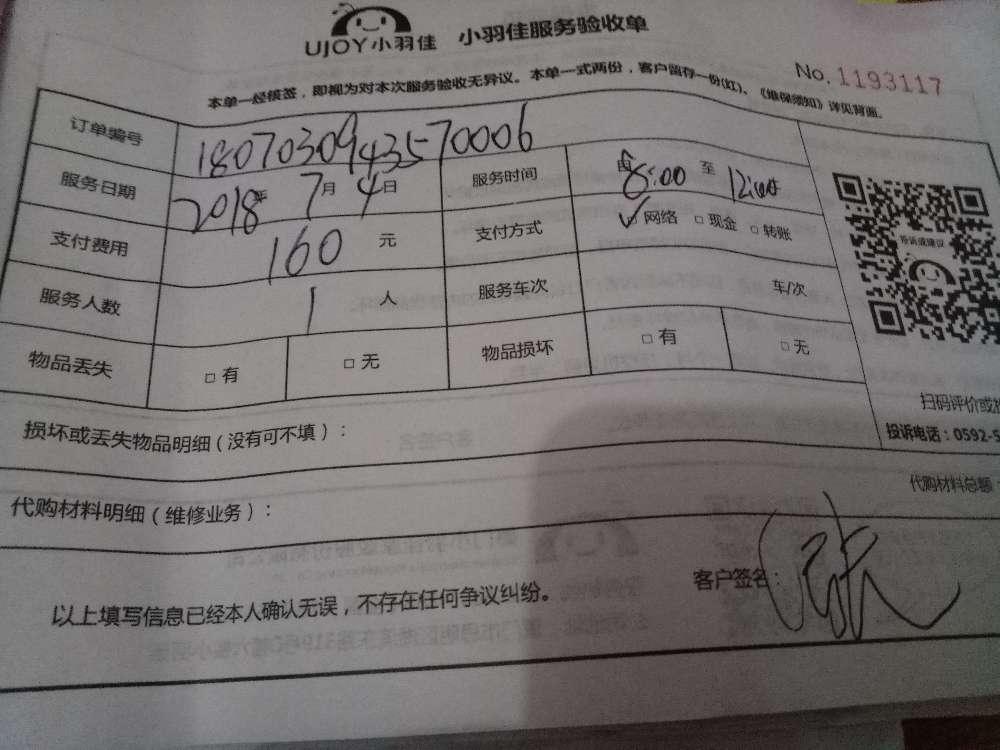 UJOY小羽佳 小羽佳服务验收单
No. 1193117
本单一经核签，即视为对本次服务验收无异议。本单一式两份，客户留存一份(红)、《维保须知》详见背面。
订单编号 1807030943570006
服务日期 2018年 7月 4日 服务时间 8:00 至 12:00
支付费用 160 元 支付方式 ☑网络 □现金 □转账
服务人数 1 人 服务车次 车/次
物品丢失 □有 □无 物品损坏 □有 □无
投诉或建议
扫码评价或
投诉电话：0592-5
损坏或丢失物品明细（没有可不填）：
代购材料总额
代购材料明细（维修业务）：
以上填写信息已经本人确认无误，不存在任何争议纠纷。
客户签名：张